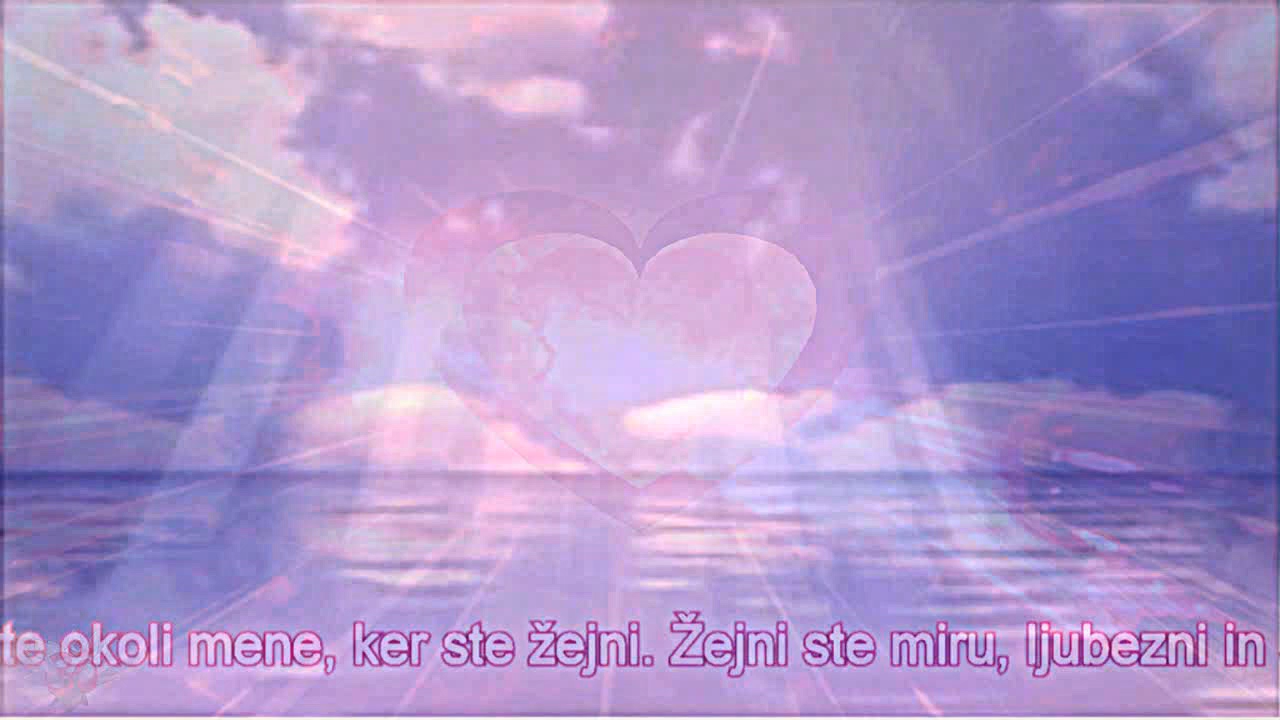 te okoli mene, ker ste žejni. Žejni ste miru, ljubezni in